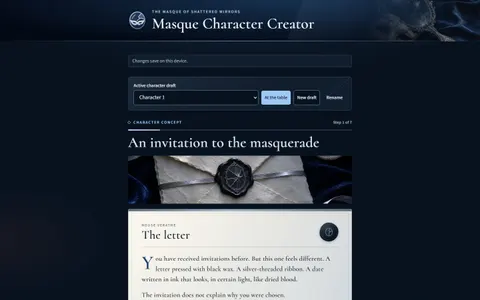 THE MASQUE OF SHATTERED MIRRORS
Masque Character Creator
Changes save on this device.
Active character draft
Character 1
At the table
New draft
Rename
CHARACTER CONCEPT
Step 1 of 7
An invitation to the masquerade
HOUSE VERATHE
The letter
You have received invitations before. But this one feels different. A
letter pressed with black wax. A silver-threaded ribbon. A date
written in ink that looks, in certain light, like dried blood.
The invitation does not explain why you were chosen.